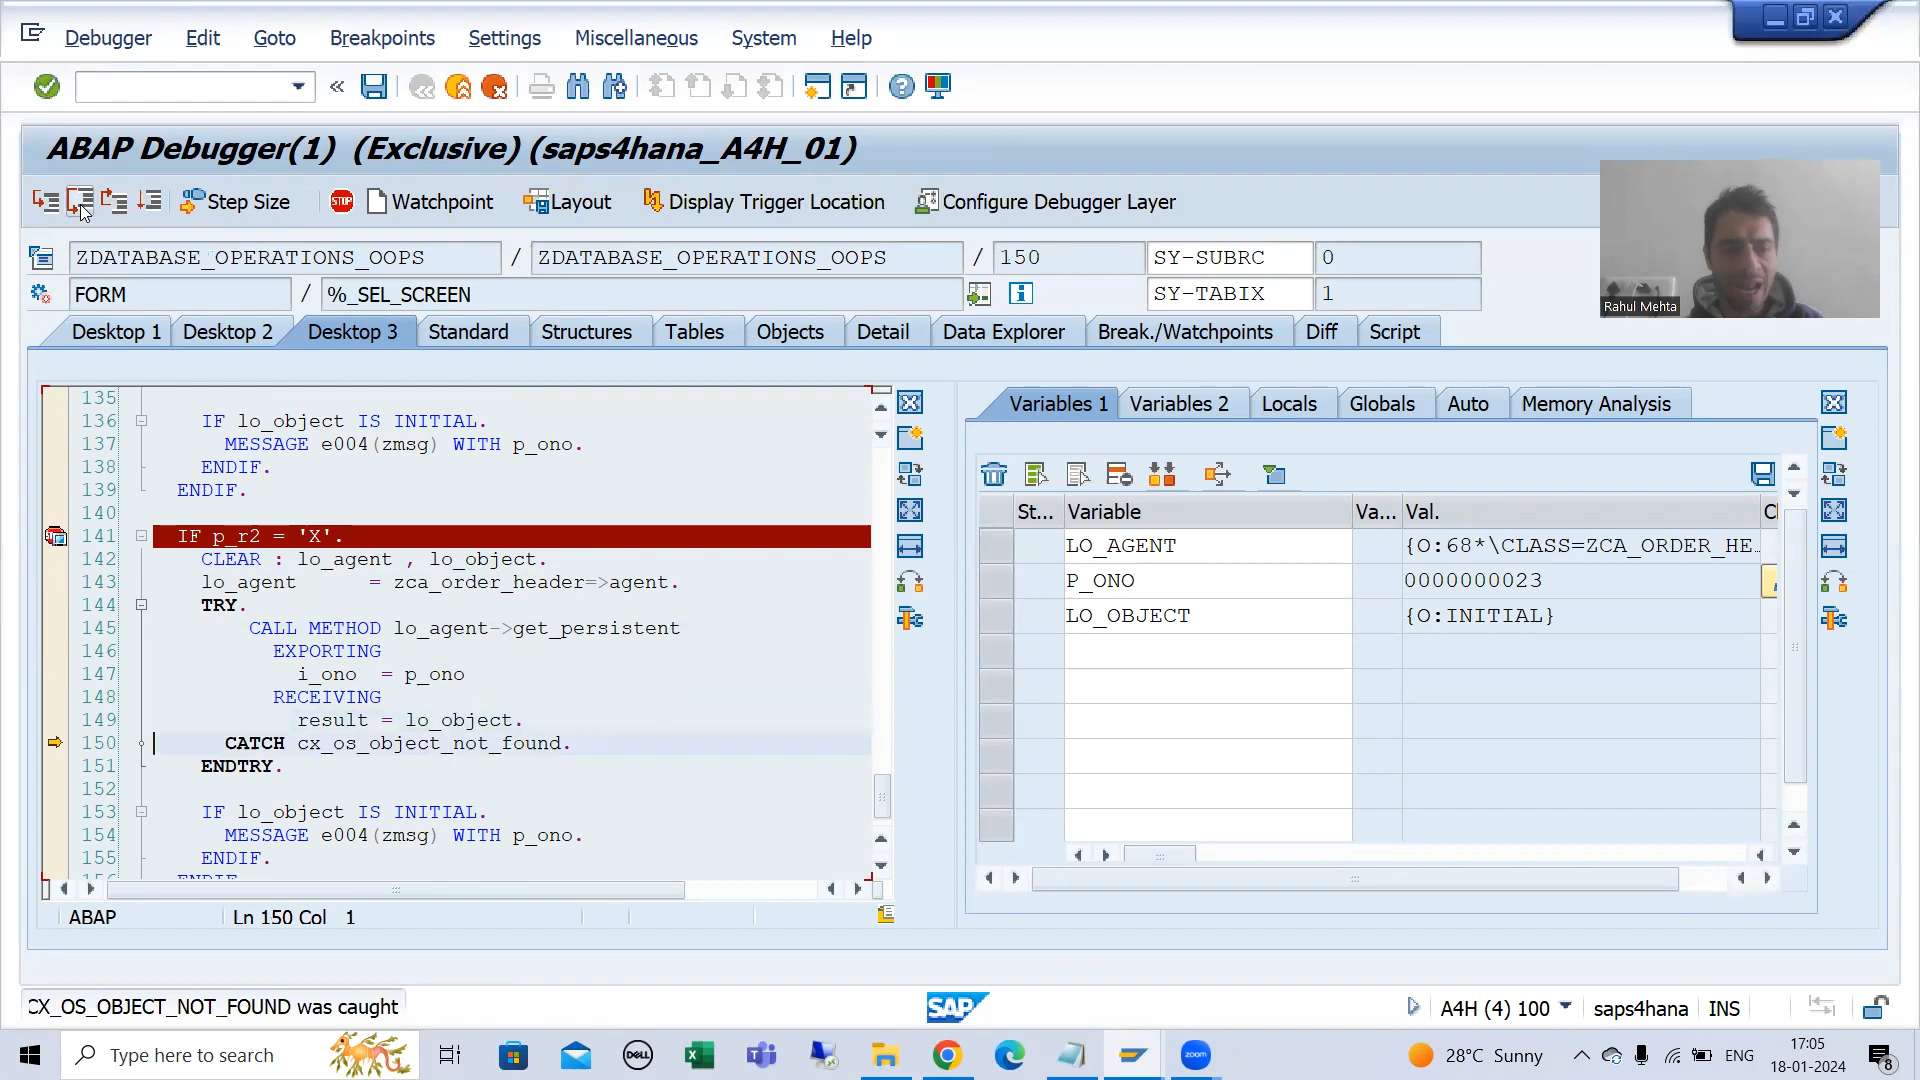 Debugger Edit Goto Breakpoints Settings Miscellaneous System Help
ABAP Debugger(1) (Exclusive) (saps4hana_A4H_01)
Step Size STOP Watchpoint Layout Display Trigger Location Configure Debugger Layer
ZDATABASE_OPERATIONS_OOPS / ZDATABASE_OPERATIONS_OOPS / 150 SY-SUBRC 0
FORM / %_SEL_SCREEN SY-TABIX 1
Rahul Mehta
Desktop 1 Desktop 2 Desktop 3 Standard Structures Tables Objects Detail Data Explorer Break./Watchpoints Diff Script
135
136 IF lo_object IS INITIAL.
137 MESSAGE e004(zmsg) WITH p_ono.
138 ENDIF.
139 ENDIF.
140
141 IF p_r2 = 'X'.
142 CLEAR : lo_agent , lo_object.
143 lo_agent = zca_order_header=>agent.
144 TRY.
145 CALL METHOD lo_agent->get_persistent
146 EXPORTING
147 i_ono = p_ono
148 RECEIVING
149 result = lo_object.
150 CATCH cx_os_object_not_found.
151 ENDTRY.
152
153 IF lo_object IS INITIAL.
154 MESSAGE e004(zmsg) WITH p_ono.
155 ENDIF.
ABAP Ln 150 Col 1
Variables 1 Variables 2 Locals Globals Auto Memory Analysis
St... Variable Va... Val.
LO_AGENT {O:68*\CLASS=ZCA_ORDER_HE…
P_ONO 0000000023
LO_OBJECT {O:INITIAL}
CX_OS_OBJECT_NOT_FOUND was caught
SAP
A4H (4) 100 saps4hana INS
Type here to search
DELL
zoom
28°C Sunny
ENG
17:05
18-01-2024
8